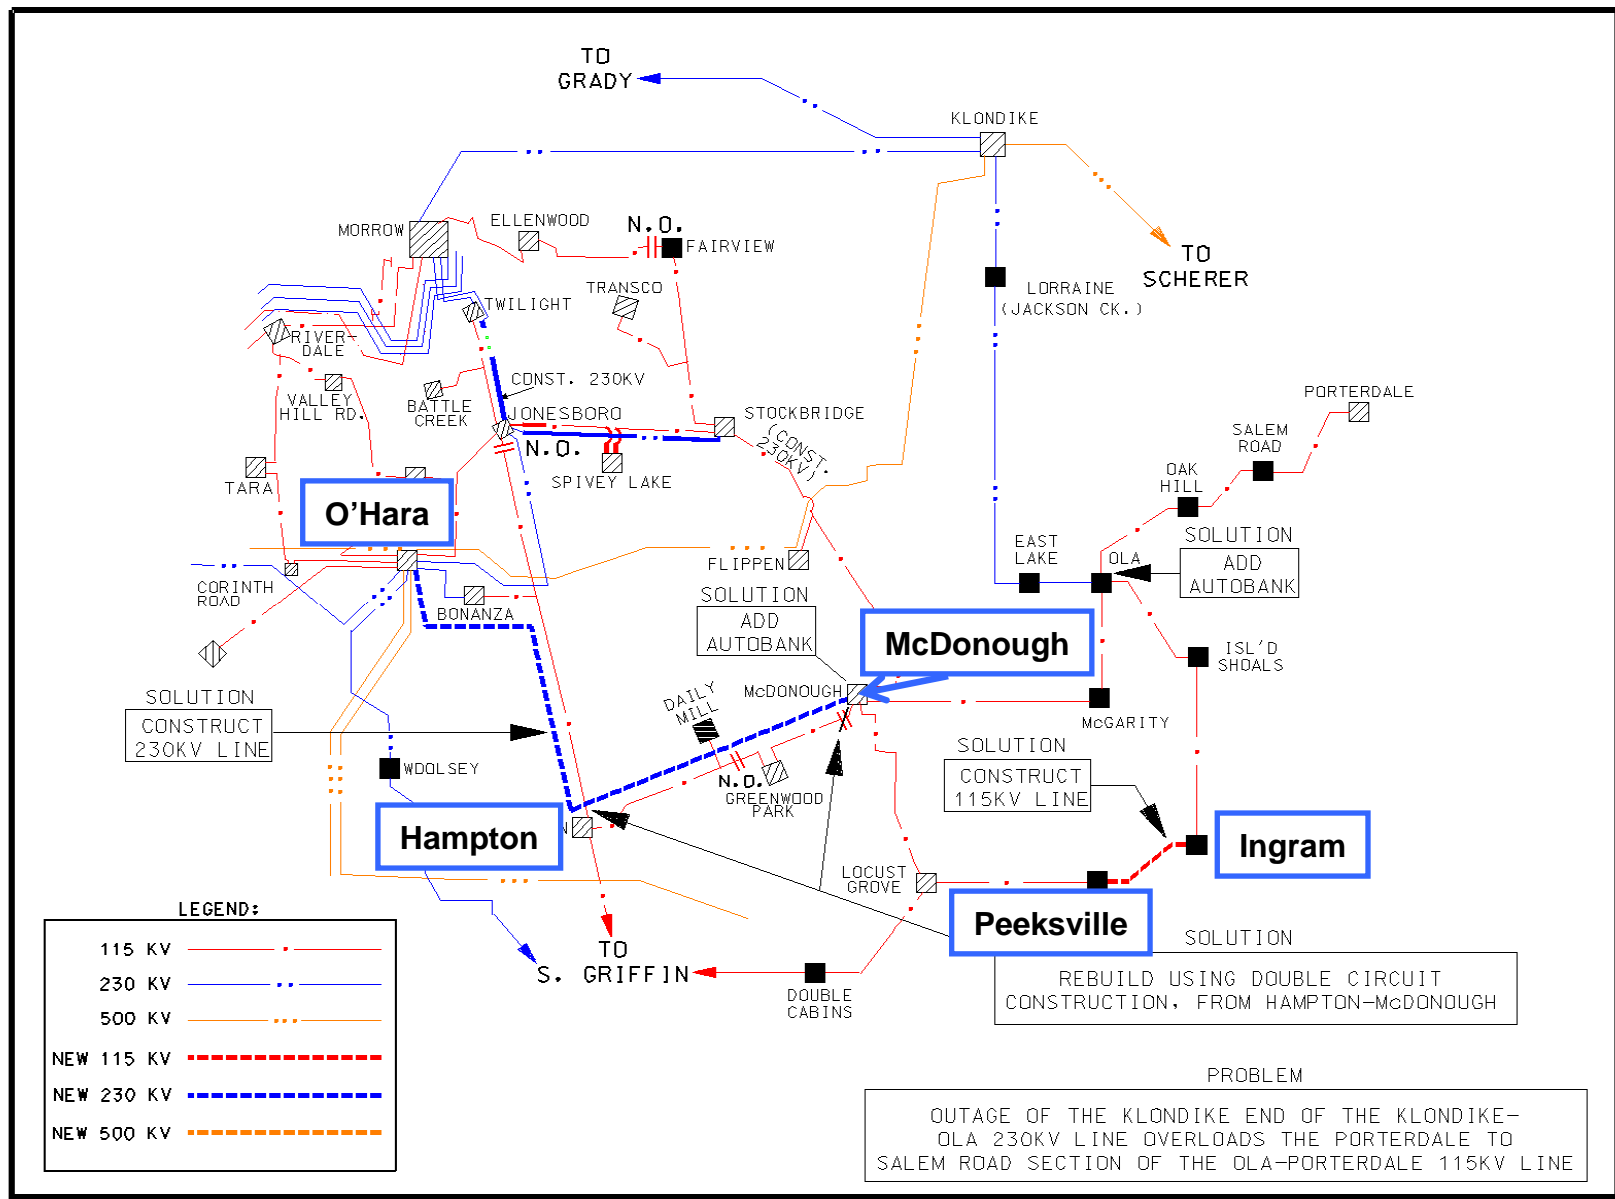 TO
GRADY
KLONDIKE
MORROW
ELLENWOOD
N.O.
FAIRVIEW
TO
SCHERER
TRANSCO
LORRAINE
(JACKSON CK.)
TWILIGHT
RIVER-
DALE
CONST. 230KV
VALLEY
HILL RD.
BATTLE
CREEK
JONESBORO
STOCKBRIDGE
(CONST.
230KV)
PORTERDALE
SALEM
ROAD
N.O.
SPIVEY LAKE
TARA
OAK
HILL
O'Hara
SOLUTION
ADD
AUTOBANK
EAST
LAKE
OLA
FLIPPEN
CORINTH
ROAD
BONANZA
SOLUTION
ADD
AUTOBANK
McDonough
ISL'D
SHOALS
SOLUTION
CONSTRUCT
230KV LINE
McDONOUGH
DAILY
MILL
McGARITY
WOOLSEY
N.O.
GREENWOOD
PARK
SOLUTION
CONSTRUCT
115KV LINE
Hampton
N
Ingram
LOCUST
GROVE
Peeksville
TO
S. GRIFFIN
DOUBLE
CABINS
SOLUTION
REBUILD USING DOUBLE CIRCUIT
CONSTRUCTION, FROM HAMPTON-McDONOUGH
LEGEND:
115 KV
230 KV
500 KV
NEW 115 KV
NEW 230 KV
NEW 500 KV
PROBLEM
OUTAGE OF THE KLONDIKE END OF THE KLONDIKE-
OLA 230KV LINE OVERLOADS THE PORTERDALE TO
SALEM ROAD SECTION OF THE OLA-PORTERDALE 115KV LINE